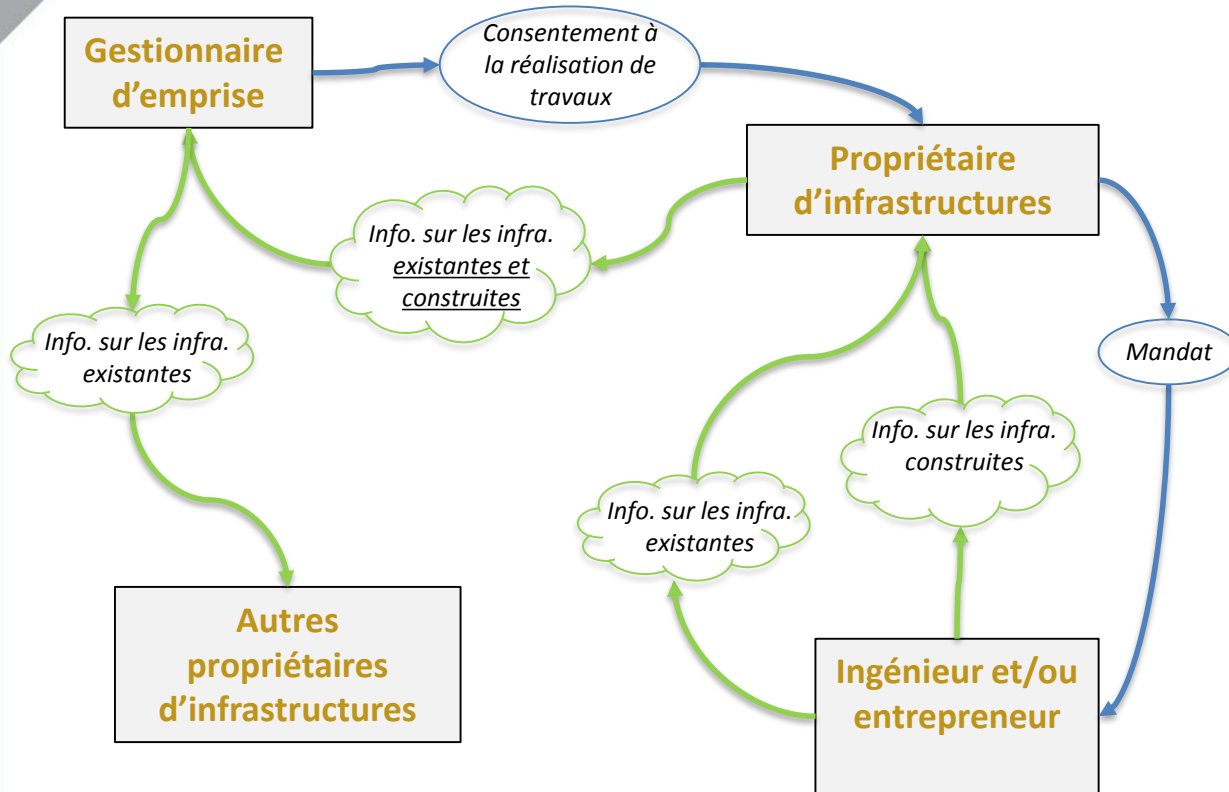 Gestionnaire
d’emprise
Consentement à
la réalisation de
travaux
Propriétaire
d’infrastructures
Info. sur les infra.
existantes et
construites
Info. sur les infra.
existantes
Mandat
Info. sur les infra.
construites
Info. sur les infra.
existantes
Autres
propriétaires
d’infrastructures
Ingénieur et/ou
entrepreneur